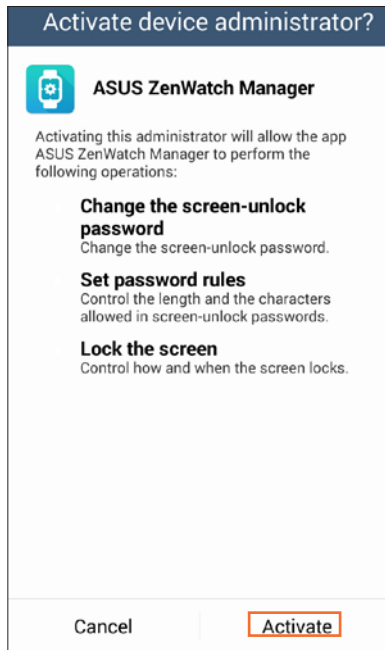 Activate device administrator?
ASUS ZenWatch Manager
Activating this administrator will allow the app
ASUS ZenWatch Manager to perform the
following operations:
Change the screen-unlock
password
Change the screen-unlock password.
Set password rules
Control the length and the characters
allowed in screen-unlock passwords.
Lock the screen
Control how and when the screen locks.
Cancel
Activate